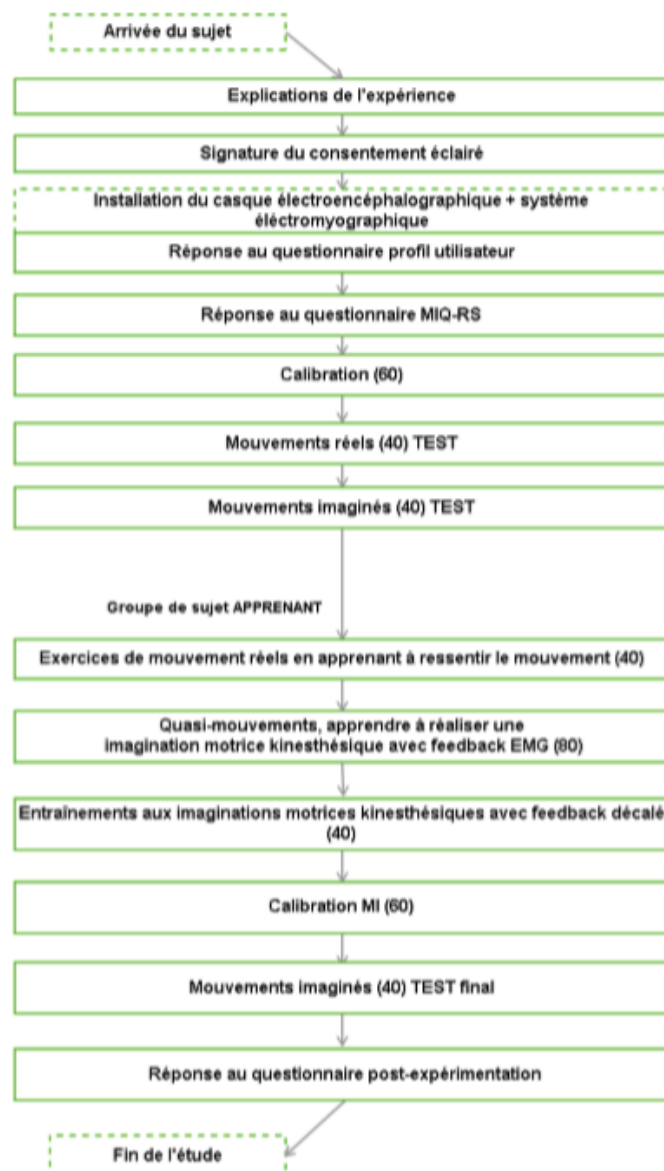 Arrivée du sujet
Explications de l'expérience
Signature du consentement éclairé
Installation du casque électroencéphalographique + système
éléctromyographique
Réponse au questionnaire profil utilisateur
Réponse au questionnaire MIQ-RS
Calibration (60)
Mouvements réels (40) TEST
Mouvements imaginés (40) TEST
Groupe de sujet APPRENANT
Exercices de mouvement réels en apprenant à ressentir le mouvement (40)
Quasi-mouvements, apprendre à réaliser une
imagination motrice kinesthésique avec feedback EMG (80)
Entraînements aux imaginations motrices kinesthésiques avec feedback décalé
(40)
Calibration MI (60)
Mouvements imaginés (40) TEST final
Réponse au questionnaire post-expérimentation
Fin de l'étude